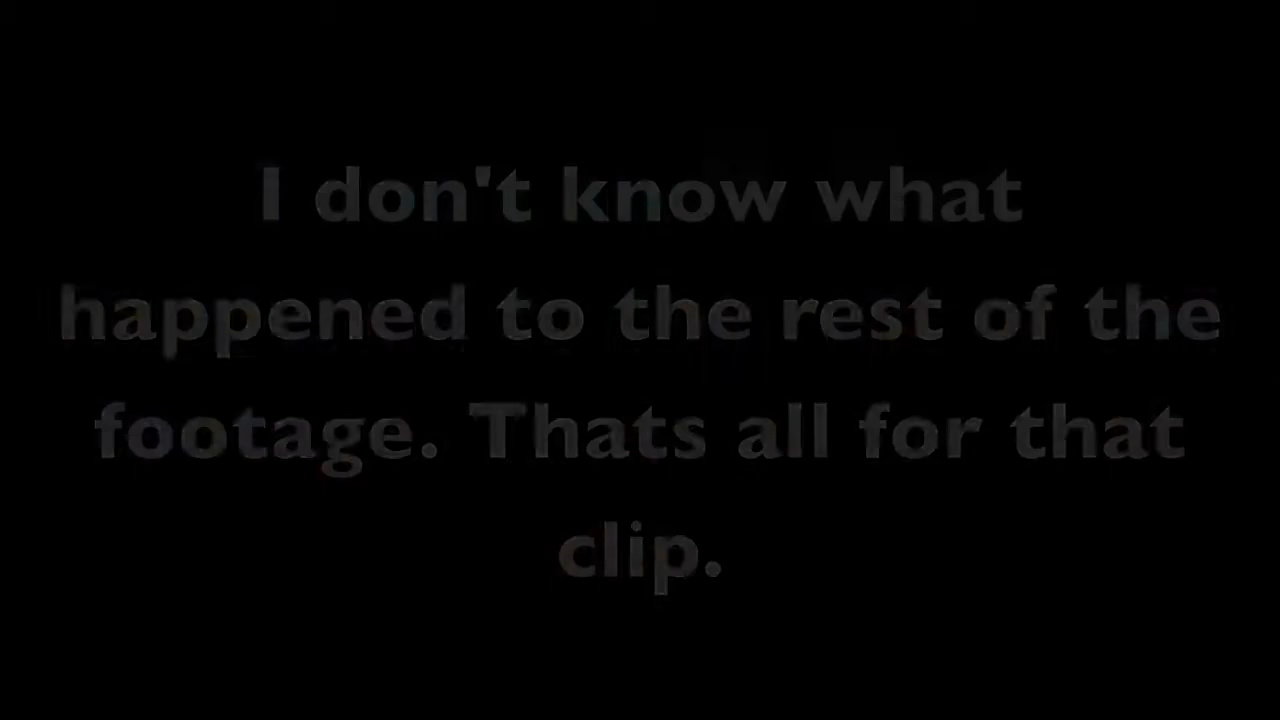 I don't know what
happened to the rest of the
footage. Thats all for that
clip.